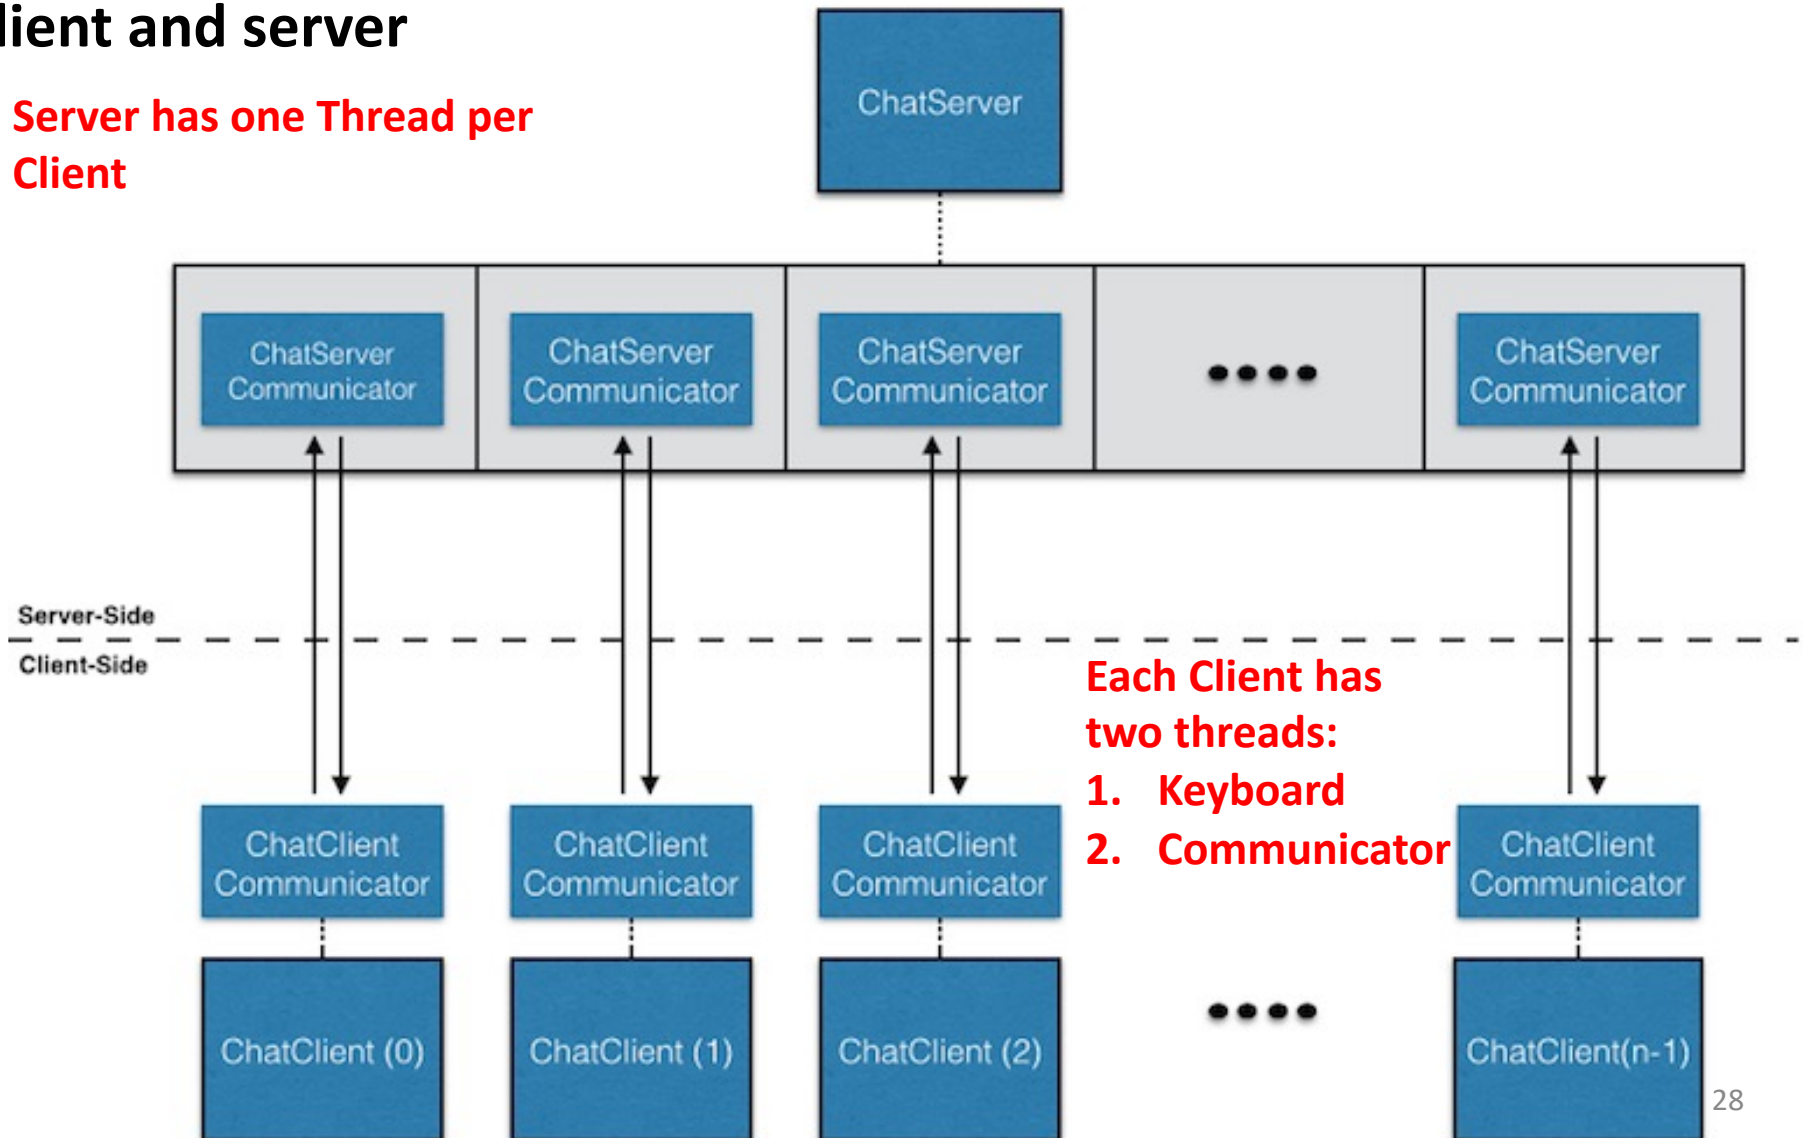 lient and server
Server has one Thread per
Client
ChatServer
ChatServer
Communicator
ChatServer
Communicator
ChatServer
Communicator
ChatServer
Communicator
Server-Side
Client-Side
Each Client has
two threads:
1. Keyboard
2. Communicator
ChatClient
Communicator
ChatClient
Communicator
ChatClient
Communicator
ChatClient
Communicator
ChatClient (0)
ChatClient (1)
ChatClient (2)
ChatClient(n-1)
28